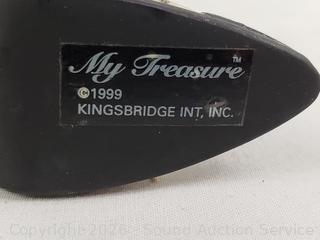 My Treasure™
©1999
KINGSBRIDGE INT, INC.
Copyright 2026 - Sound Auction Service